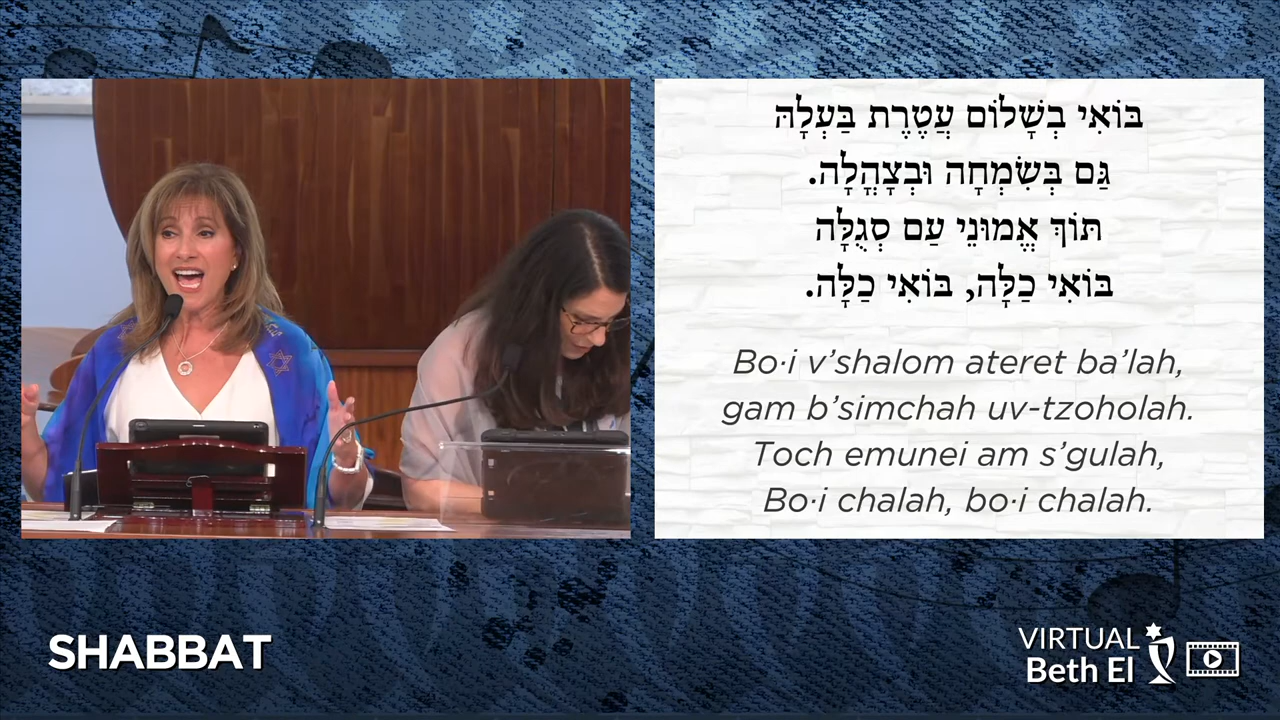 בּוֹאִי בְשָׁלוֹם עֲטֶרֶת בַּעְלָהּ
גַּם בְּשִׂמְחָה וּבְצָהֳלָה.
תּוֹךְ אֱמוּנֵי עַם סְגֻלָּה
בּוֹאִי כַלָּה, בּוֹאִי כַלָּה.
Bo·i v’shalom ateret ba’lah,
gam b’simchah uv-tzoholah.
Toch emunei am s’gulah,
Bo·i chalah, bo·i chalah.
SHABBAT
VIRTUAL
Beth El